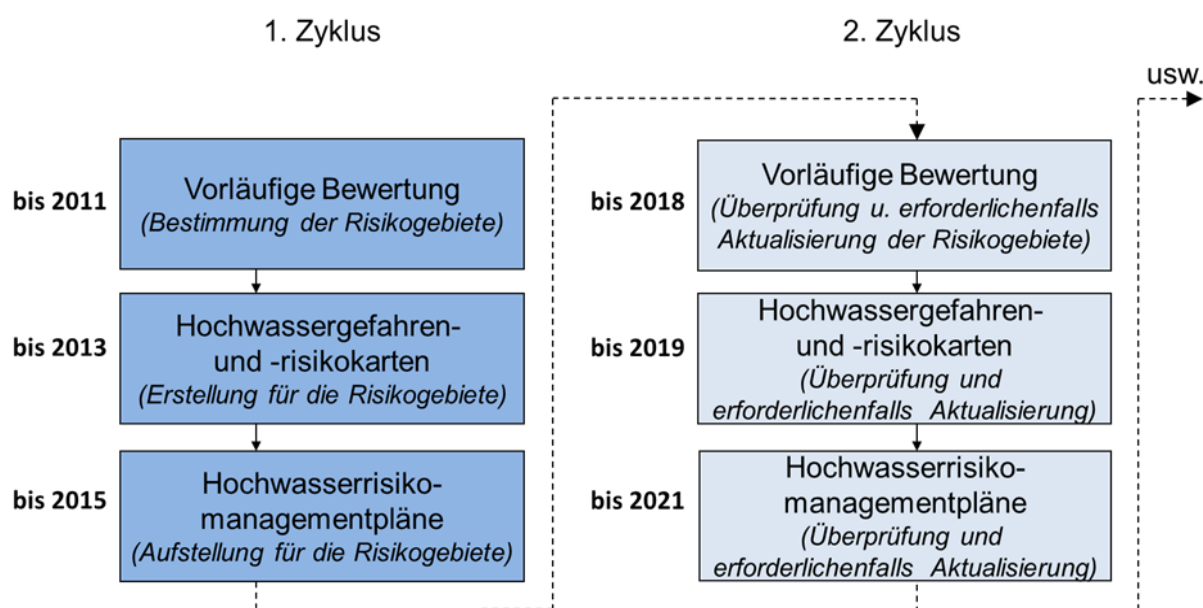 1. Zyklus
bis 2011
Vorläufige Bewertung
(Bestimmung der Risikogebiete)
bis 2013
Hochwassergefahren-
und -risikokarten
(Erstellung für die Risikogebiete)
bis 2015
Hochwasserrisiko-
managementpläne
(Aufstellung für die Risikogebiete)
2. Zyklus
usw.
bis 2018
Vorläufige Bewertung
(Überprüfung u. erforderlichenfalls
Aktualisierung der Risikogebiete)
bis 2019
Hochwassergefahren-
und -risikokarten
(Überprüfung und
erforderlichenfalls Aktualisierung)
bis 2021
Hochwasserrisiko-
managementpläne
(Überprüfung und
erforderlichenfalls Aktualisierung)